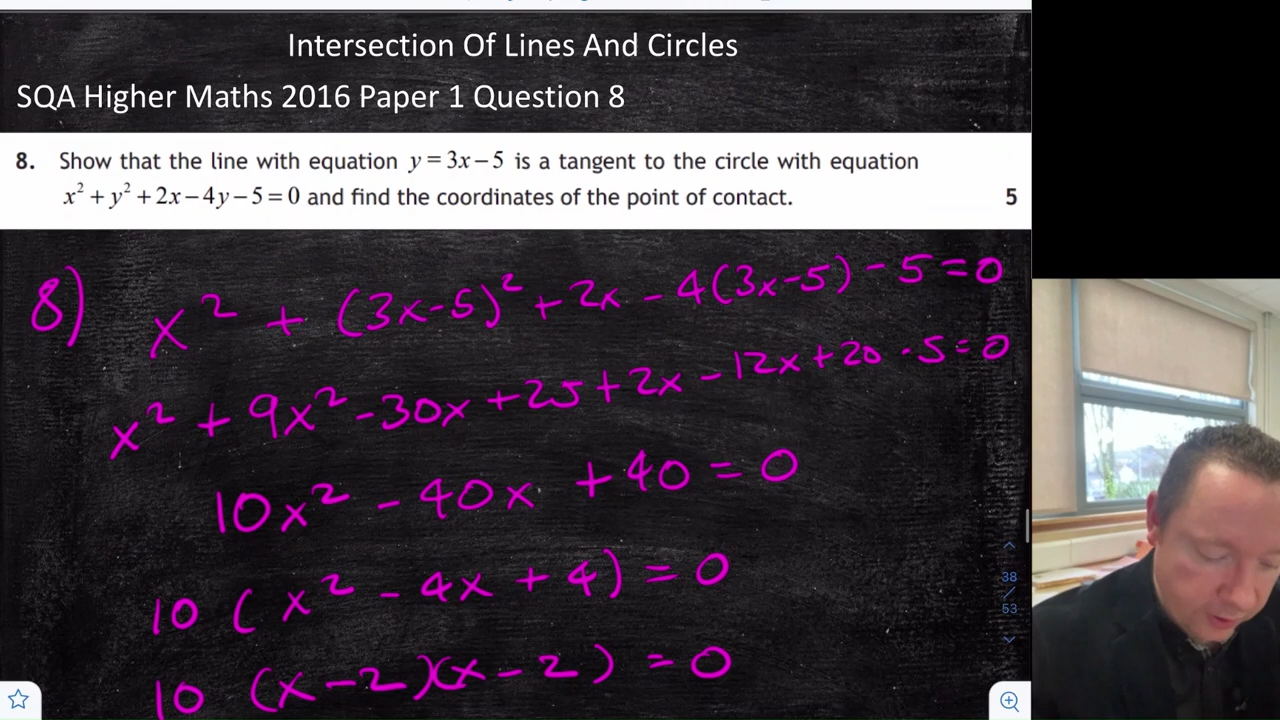 Intersection Of Lines And Circles
SQA Higher Maths 2016 Paper 1 Question 8
8. Show that the line with equation y = 3x − 5 is a tangent to the circle with equation
x² + y² + 2x − 4y − 5 = 0 and find the coordinates of the point of contact. 5
8) x² + (3x-5)² + 2x - 4(3x-5) - 5 = 0
x² + 9x² - 30x + 25 + 2x - 12x + 20 - 5 = 0
10x² - 40x + 40 = 0
10 (x² - 4x + 4) = 0
10 (x-2)(x-2) = 0
38
/
53